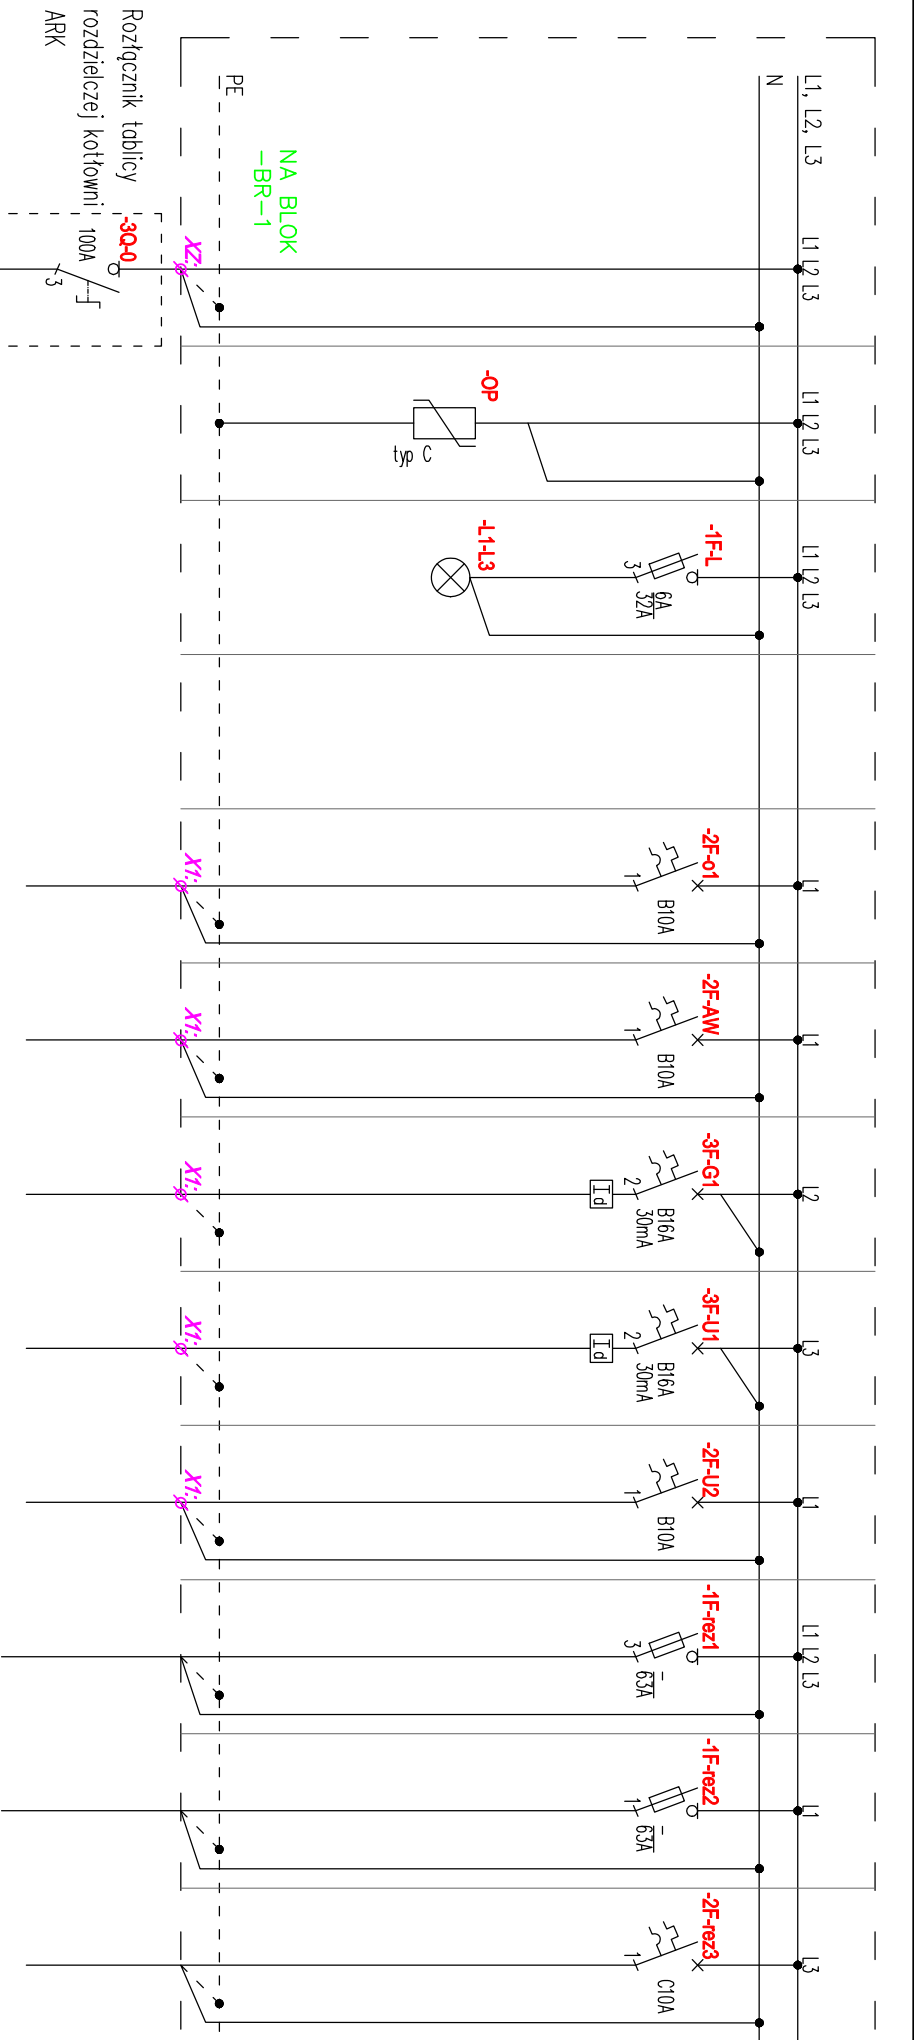 L1, L2, L3
N
PE
NA BLOK
-BR-1
L1 L2 L3
X2:
-3Q-0
100A
3
Rozłącznik tablicy
rozdzielczej kotłowni
ARK
L1 L2 L3
-OP
typ C
L1 L2 L3
-1F-L
3
6A
32A
-L1-L3
L1
-2F-o1
1
B10A
X1:
L1
-2F-AW
1
B10A
X1:
L2
-3F-G1
2
B16A
30mA
Id
X1:
L3
-3F-U1
2
B16A
30mA
Id
X1:
L1
-2F-U2
1
B10A
X1:
L1 L2 L3
-1F-rez1
3
-
63A
L1
-1F-rez2
1
-
63A
L3
-2F-rez3
1
C10A